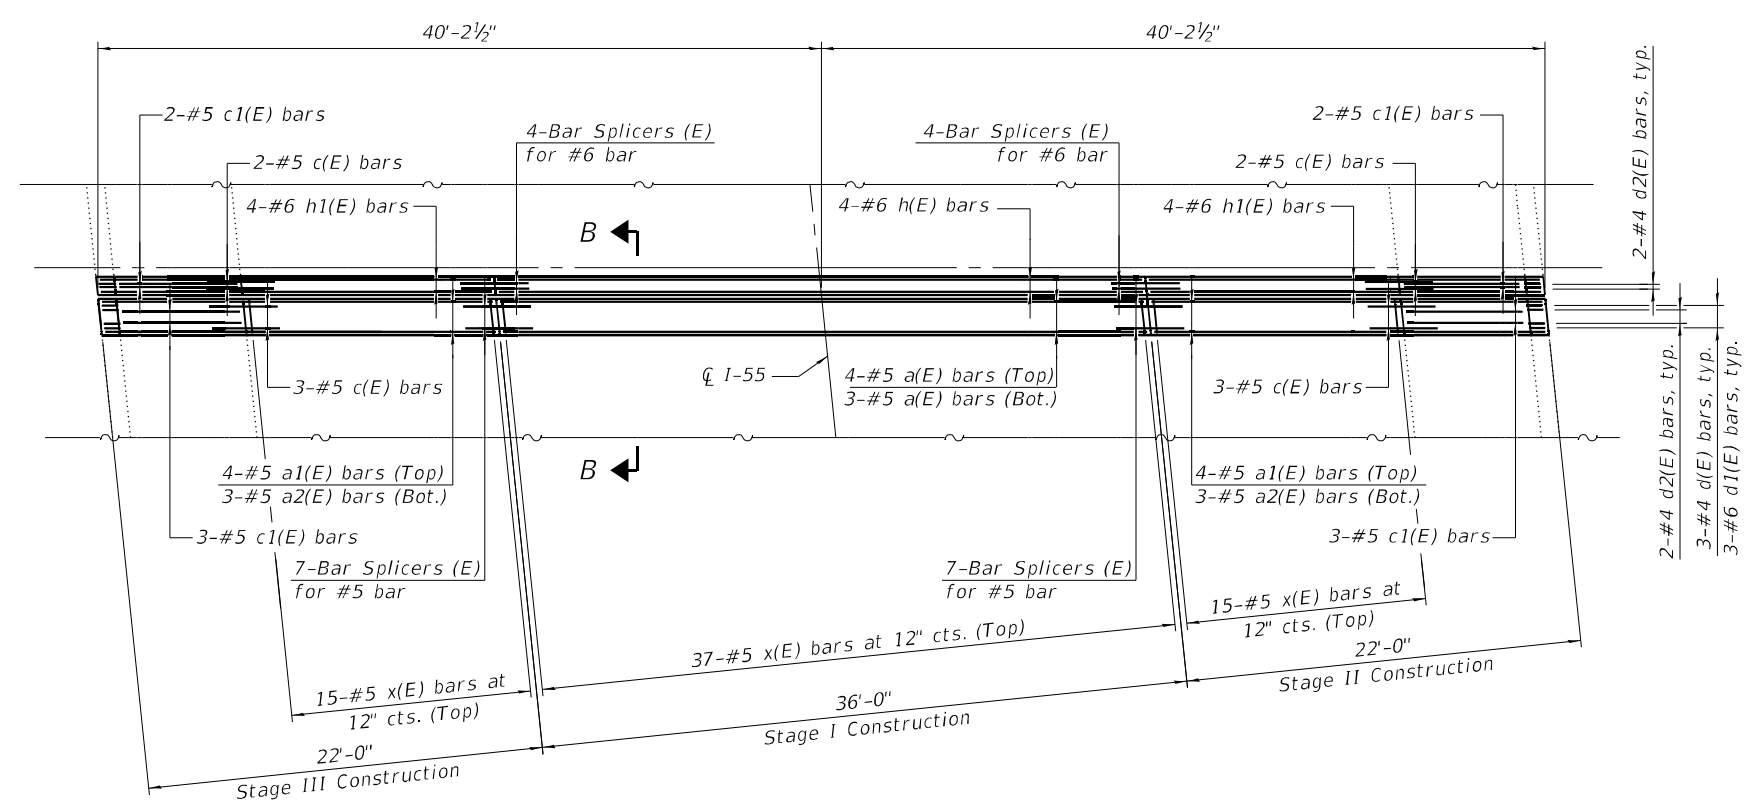 40'-2½"
40'-2½"
2-#5 c1(E) bars
2-#5 c(E) bars
4-#6 h1(E) bars
4-Bar Splicers (E)
for #6 bar
B
4-#6 h(E) bars
4-Bar Splicers (E)
for #6 bar
4-#6 h1(E) bars
2-#5 c(E) bars
2-#5 c1(E) bars
2-#4 d2(E) bars, typ.
3-#5 c(E) bars
℄ I-55
4-#5 a(E) bars (Top)
3-#5 a(E) bars (Bot.)
3-#5 c(E) bars
2-#4 d2(E) bars, typ.
3-#4 d(E) bars, typ.
3-#6 d1(E) bars, typ.
4-#5 a1(E) bars (Top)
3-#5 a2(E) bars (Bot.)
B
4-#5 a1(E) bars (Top)
3-#5 a2(E) bars (Bot.)
3-#5 c1(E) bars
3-#5 c1(E) bars
7-Bar Splicers (E)
for #5 bar
7-Bar Splicers (E)
for #5 bar
15-#5 x(E) bars at
12" cts. (Top)
37-#5 x(E) bars at 12" cts. (Top)
15-#5 x(E) bars at
12" cts. (Top)
22'-0"
Stage II Construction
36'-0"
Stage I Construction
22'-0"
Stage III Construction